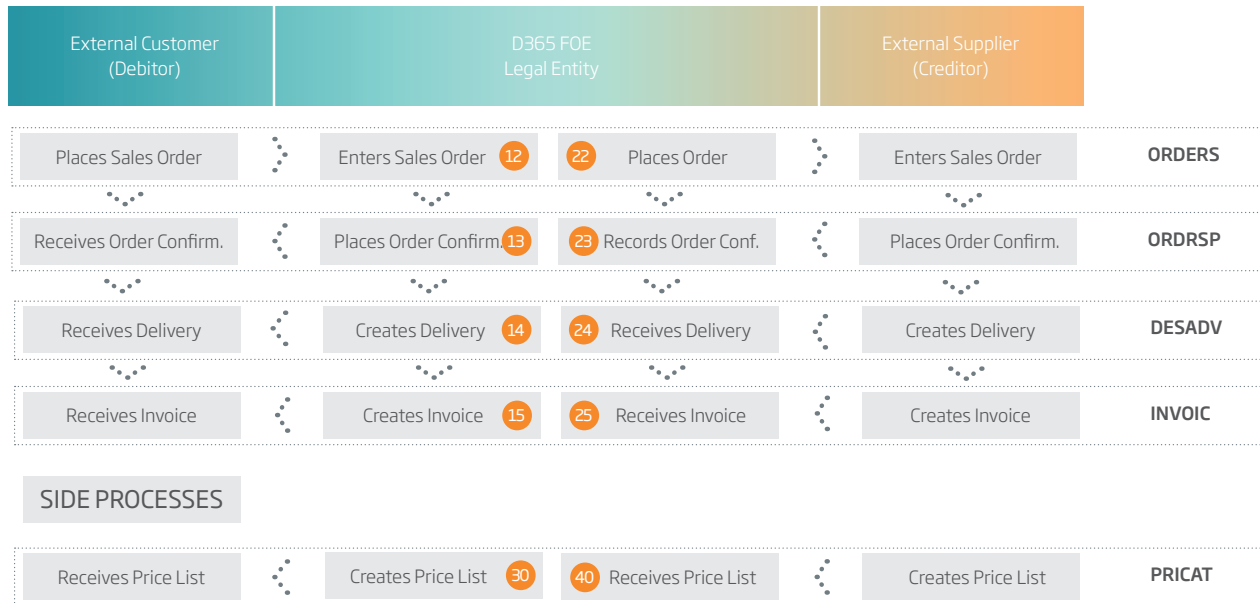 External Customer
(Debitor)
D365 FOE
Legal Entity
External Supplier
(Creditor)
Places Sales Order
Enters Sales Order
12
22
Places Order
Enters Sales Order
ORDERS
Receives Order Confirm.
Places Order Confirm.
13
23
Records Order Conf.
Places Order Confirm.
ORDRSP
Receives Delivery
Creates Delivery
14
24
Receives Delivery
Creates Delivery
DESADV
Receives Invoice
Creates Invoice
15
25
Receives Invoice
Creates Invoice
INVOIC
SIDE PROCESSES
Receives Price List
Creates Price List
30
40
Receives Price List
Creates Price List
PRICAT